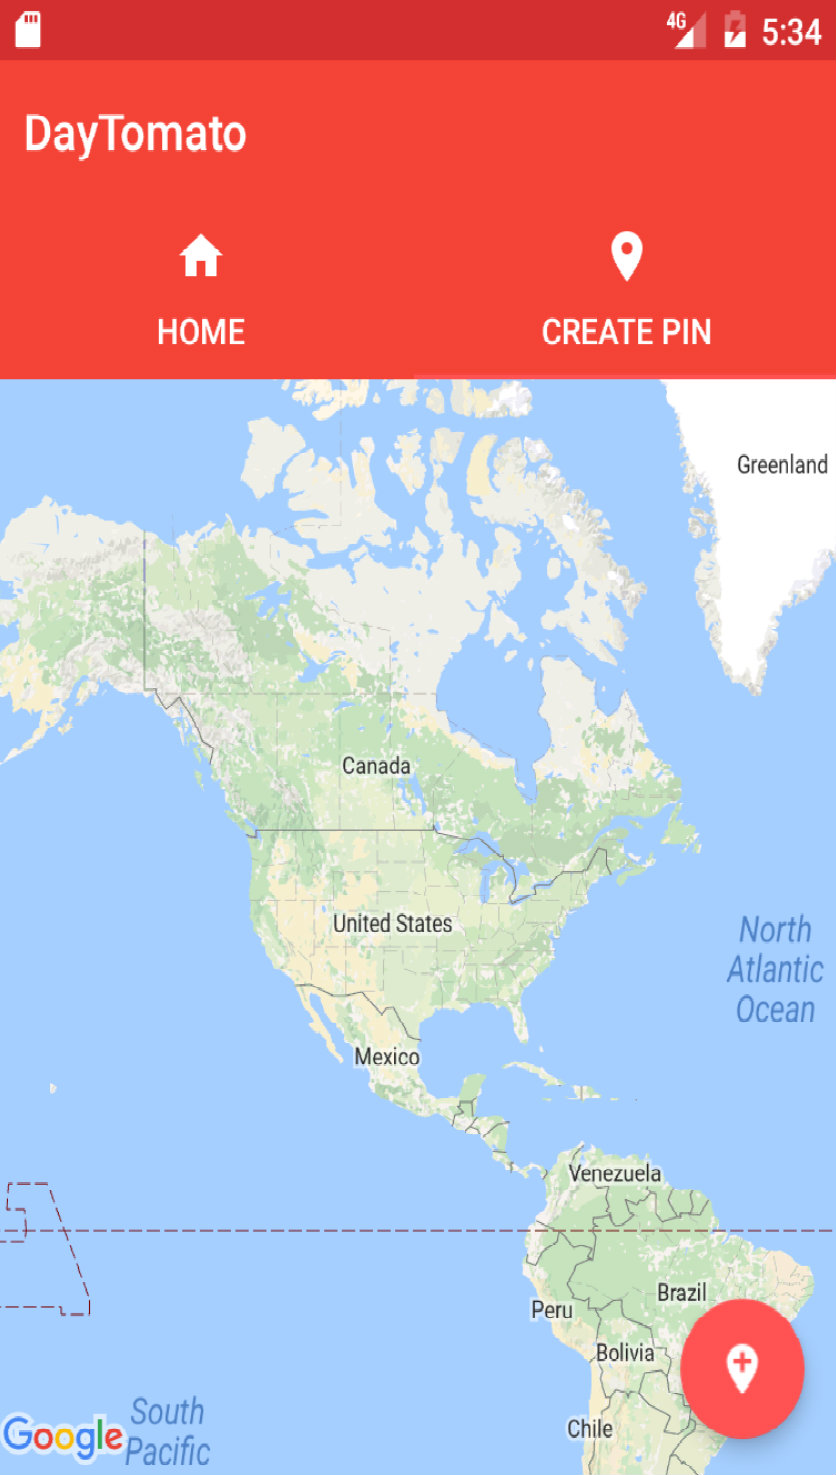 4G 5:34
DayTomato
HOME
CREATE PIN
Greenland
Canada
United States
North
Atlantic
Ocean
Mexico
Venezuela
Brazil
Peru
Bolivia
South
Pacific
Google
Chile